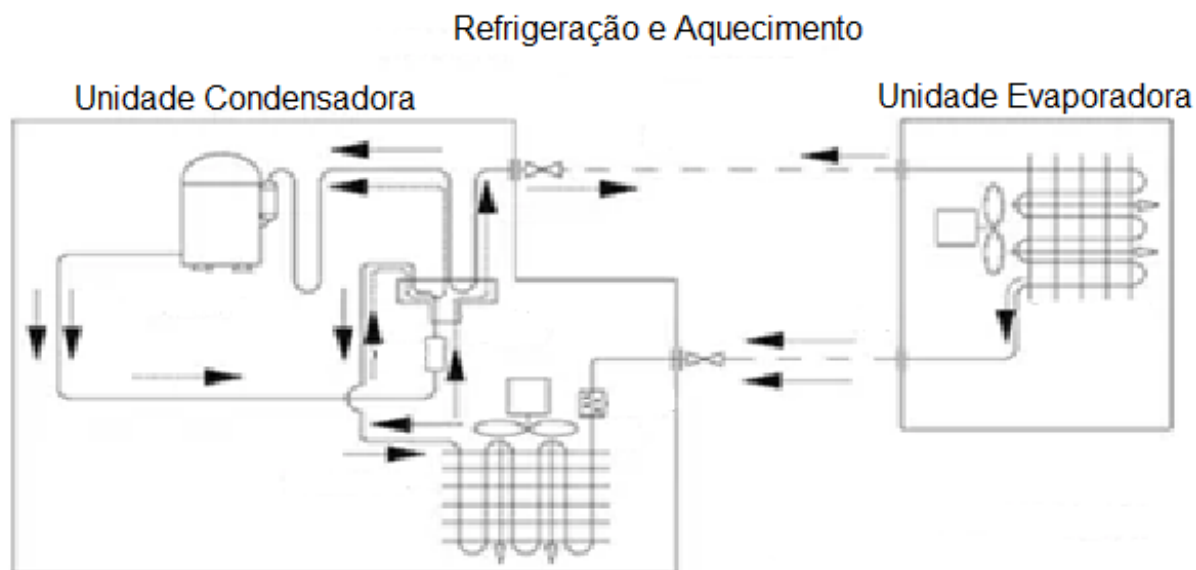 Refrigeração e Aquecimento
Unidade Condensadora
Unidade Evaporadora